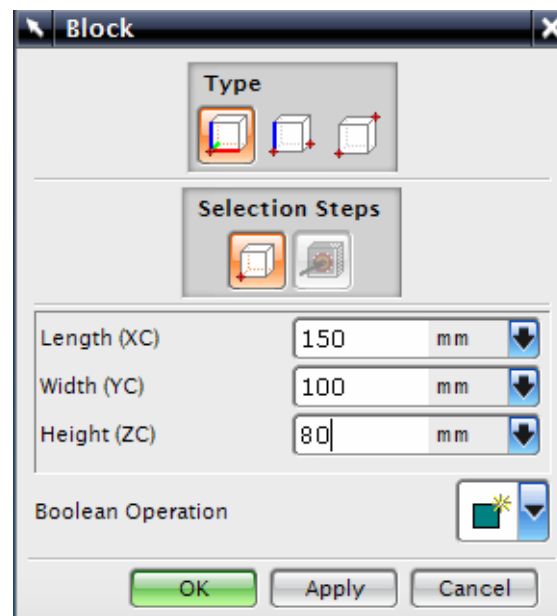 Block
Type
Selection Steps
Length (XC) 150 mm
Width (YC) 100 mm
Height (ZC) 80 mm
Boolean Operation
OK Apply Cancel